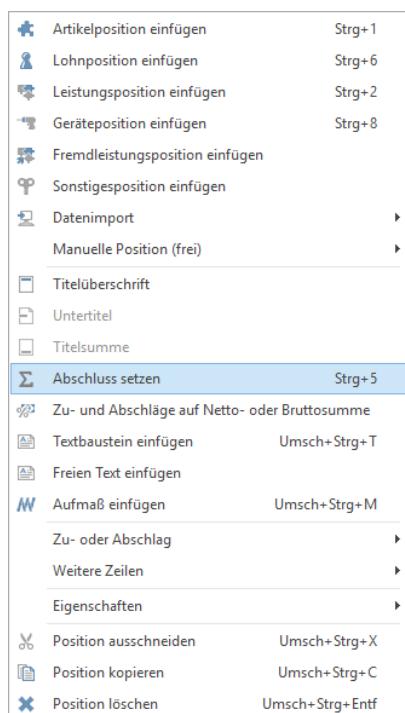 Artikelposition einfügen Strg+1
Lohnposition einfügen Strg+6
Leistungsposition einfügen Strg+2
Geräteposition einfügen Strg+8
Fremdleistungsposition einfügen
Sonstigesposition einfügen
Datenimport
Manuelle Position (frei)
Titelüberschrift
Untertitel
Titelsumme
Abschluss setzen Strg+5
Zu- und Abschläge auf Netto- oder Bruttosumme
Textbaustein einfügen Umsch+Strg+T
Freien Text einfügen
Aufmaß einfügen Umsch+Strg+M
Zu- oder Abschlag
Weitere Zeilen
Eigenschaften
Position ausschneiden Umsch+Strg+X
Position kopieren Umsch+Strg+C
Position löschen Umsch+Strg+Entf